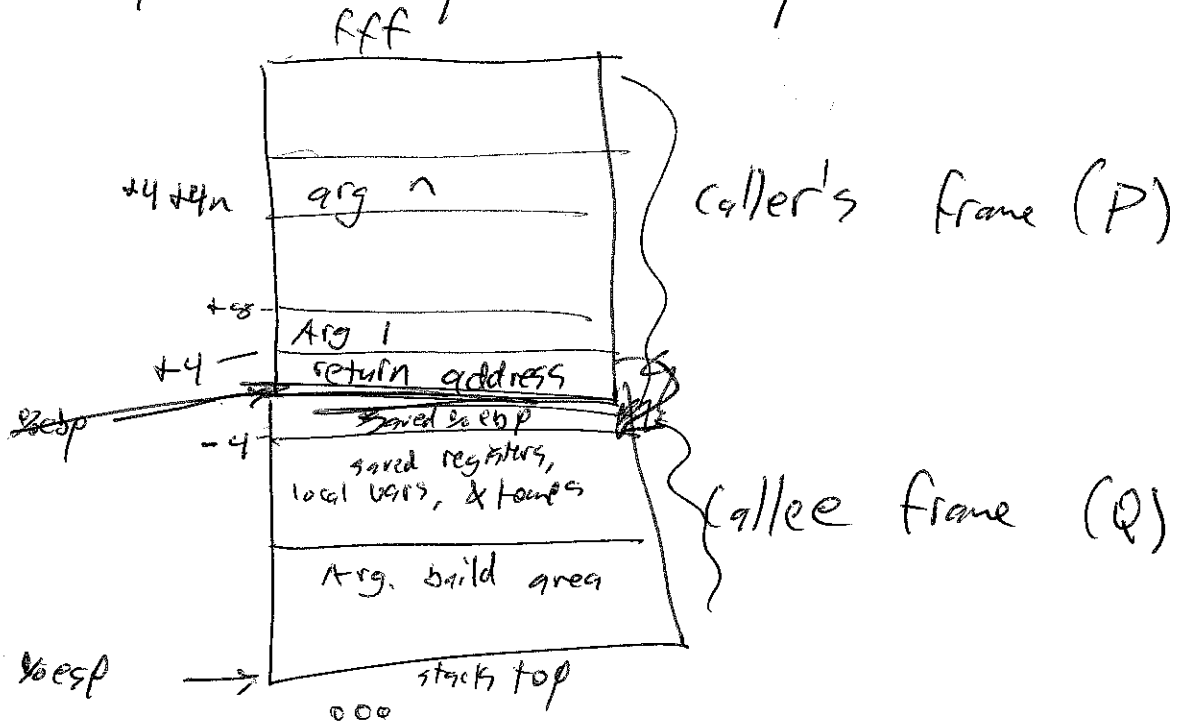 fff
+4+4n arg n
Caller's frame (P)
+8
Arg 1
+4
return address
%ebp
saved %ebp
-4
saved registers,
local vars, & temps
Callee frame (Q)
Arg. build area
%esp
stack top
000